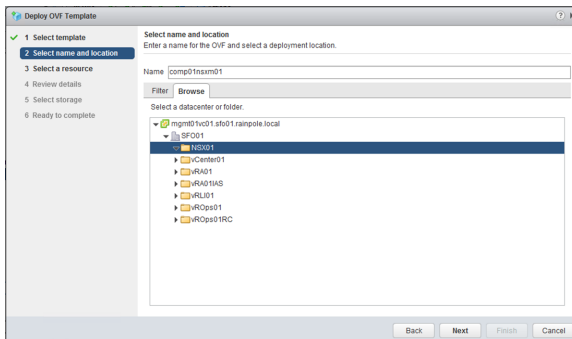 Deploy OVF Template
1 Select template
2 Select name and location
3 Select a resource
4 Review details
5 Select storage
6 Ready to complete
Select name and location
Enter a name for the OVF and select a deployment location.
Name comp01nsxm01
Filter Browse
Select a datacenter or folder.
mgmt01vc01.sfo01.rainpole.local
SFO01
NSX01
vCenter01
vRA01
vRA01IAS
vRLI01
vROps01
vROps01RC
Back Next Finish Cancel